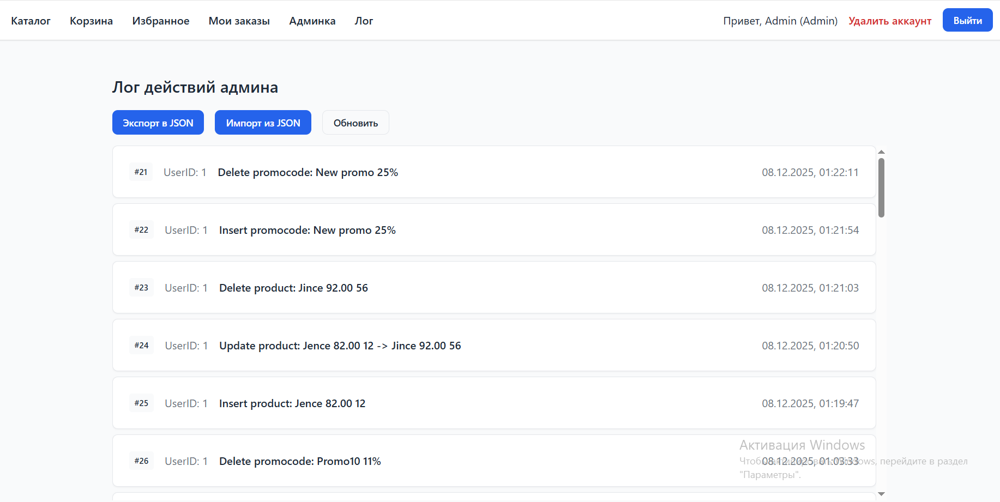 Каталог Корзина Избранное Мои заказы Админка Лог Привет, Admin (Admin) Удалить аккаунт Выйти
Лог действий админа
Экспорт в JSON Импорт из JSON Обновить
#21 UserID: 1 Delete promocode: New promo 25% 08.12.2025, 01:22:11
#22 UserID: 1 Insert promocode: New promo 25% 08.12.2025, 01:21:54
#23 UserID: 1 Delete product: Jince 92.00 56 08.12.2025, 01:21:03
#24 UserID: 1 Update product: Jence 82.00 12 -> Jince 92.00 56 08.12.2025, 01:20:50
#25 UserID: 1 Insert product: Jence 82.00 12 08.12.2025, 01:19:47
Активация Windows
#26 UserID: 1 Delete promocode: Promo10 11% 08.12.2025, 01:03:33
Чтобы активировать Windows, перейдите в раздел
"Параметры".